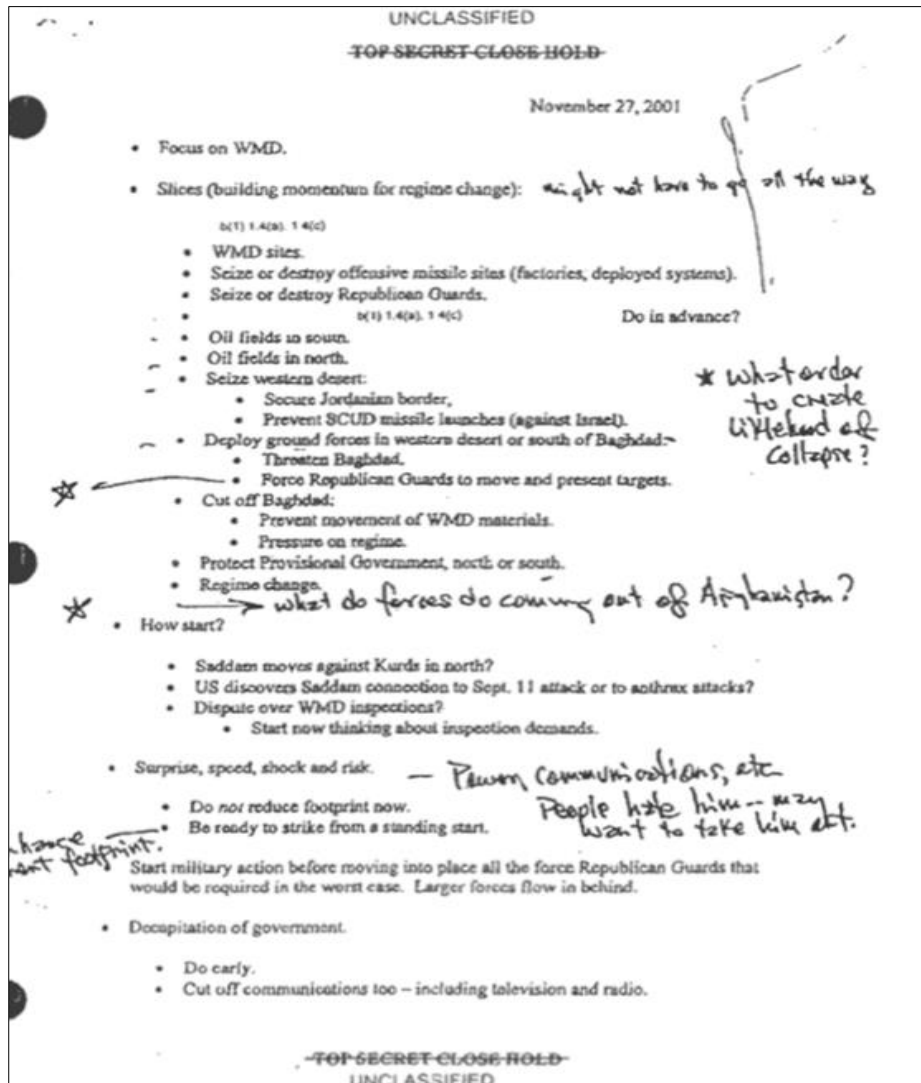 UNCLASSIFIED
TOP SECRET CLOSE HOLD
November 27, 2001
• Focus on WMD.
• Slices (building momentum for regime change): might not have to go all the way
b(1) 1.4(a). 1 4(c)
• WMD sites.
• Seize or destroy offensive missile sites (factories, deployed systems).
• Seize or destroy Republican Guards.
• b(1) 1.4(a). 1 4(c) Do in advance?
• Oil fields in south.
• Oil fields in north.
• Seize western desert:
• Secure Jordanian border,
• Prevent SCUD missile launches (against Israel).
* What order
to create
liklehood of
collapse?
• Deploy ground forces in western desert or south of Baghdad:
• Threaten Baghdad.
• Force Republican Guards to move and present targets.
• Cut off Baghdad:
• Prevent movement of WMD materials.
• Pressure on regime.
• Protect Provisional Government, north or south.
• Regime change.
what do forces do coming out of Afghanistan?
• How start?
• Saddam moves against Kurds in north?
• US discovers Saddam connection to Sept. 11 attack or to anthrax attacks?
• Dispute over WMD inspections?
• Start now thinking about inspection demands.
• Surprise, speed, shock and risk. — communications, etc
People hate him – may
want to take him
• Do not reduce footprint now.
• Be ready to strike from a standing start.
footprint.
• Start military action before moving into place all the force Republican Guards that
would be required in the worst case. Larger forces flow in behind.
• Decapitation of government.
• Do early.
• Cut off communications too – including television and radio.
TOP SECRET CLOSE HOLD
UNCLASSIFIED